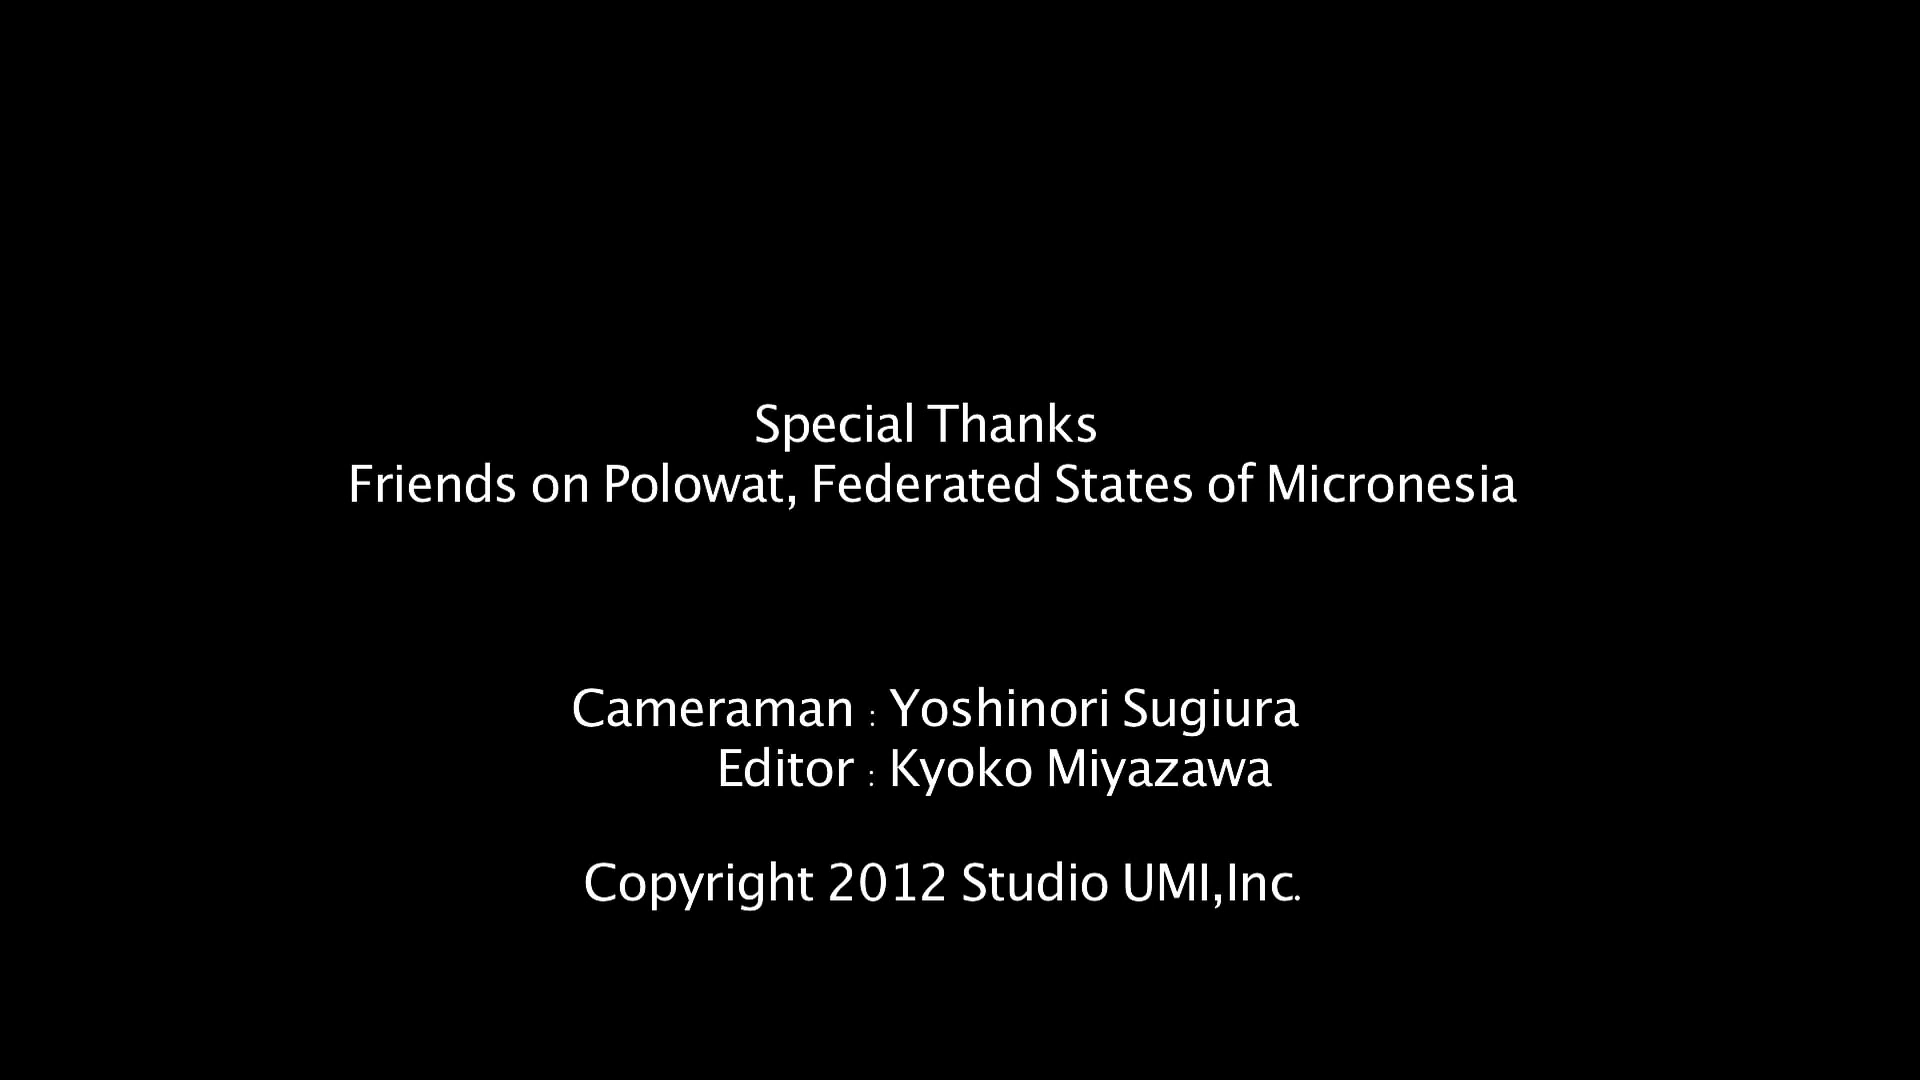 Special Thanks
Friends on Polowat, Federated States of Micronesia
Cameraman : Yoshinori Sugiura
Editor : Kyoko Miyazawa
Copyright 2012 Studio UMI,Inc.